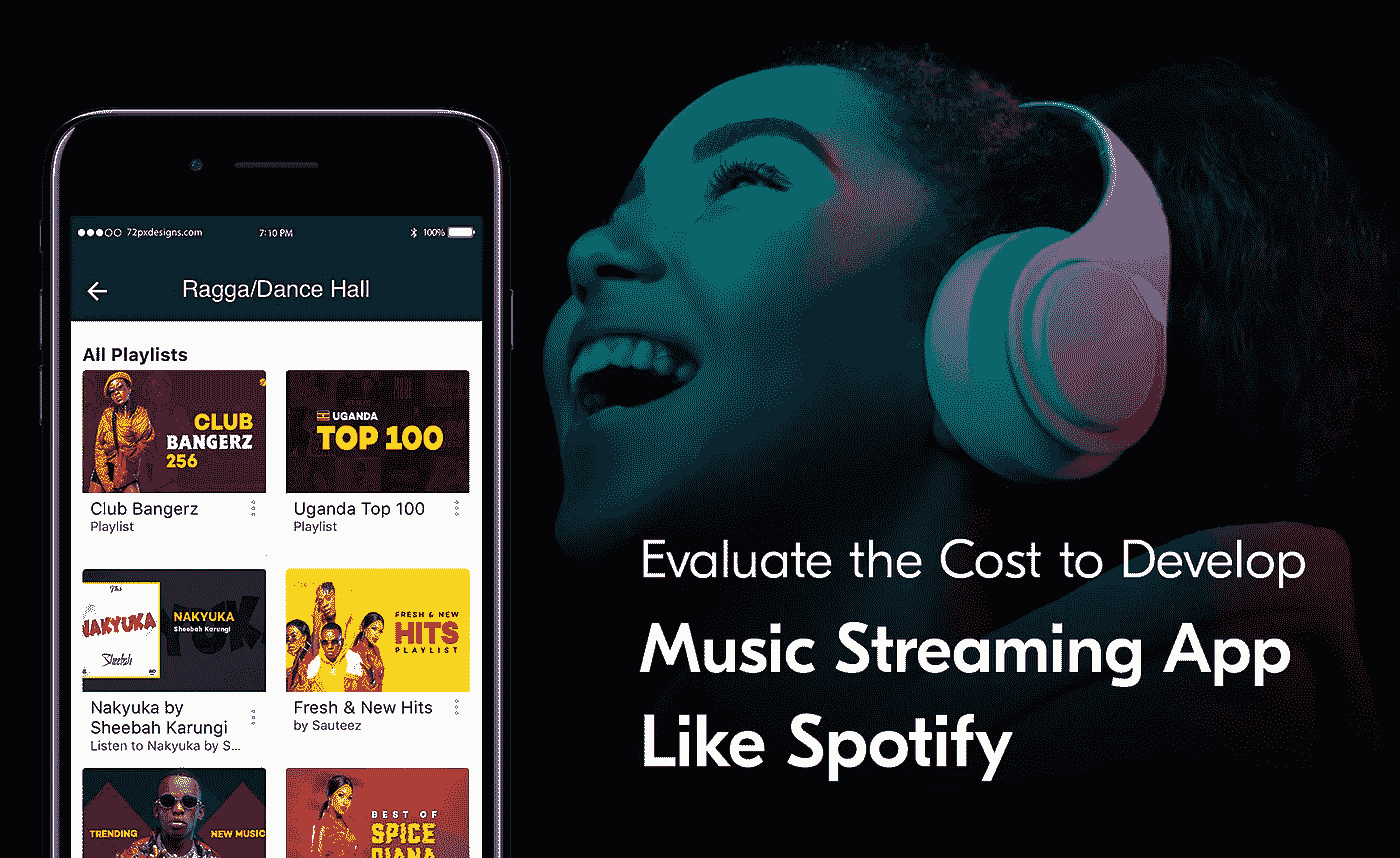 72pxdesigns.com
7:10 PM
100%
Ragga/Dance Hall
All Playlists
CLUB
BANGERZ
256
Club Bangerz
Playlist
UGANDA
TOP 100
Uganda Top 100
Playlist
NAKYUKA
Sheebah
NAKYUKA
Sheebah Karungi
Nakyuka by
Sheebah Karungi
Listen to Nakyuka by S...
FRESH & NEW
HITS
PLAYLIST
Fresh & New Hits
by Sauteez
TRENDING
NEW MUSIC
BEST OF
SPICE
DIANA
Evaluate the Cost to Develop
Music Streaming App
Like Spotify